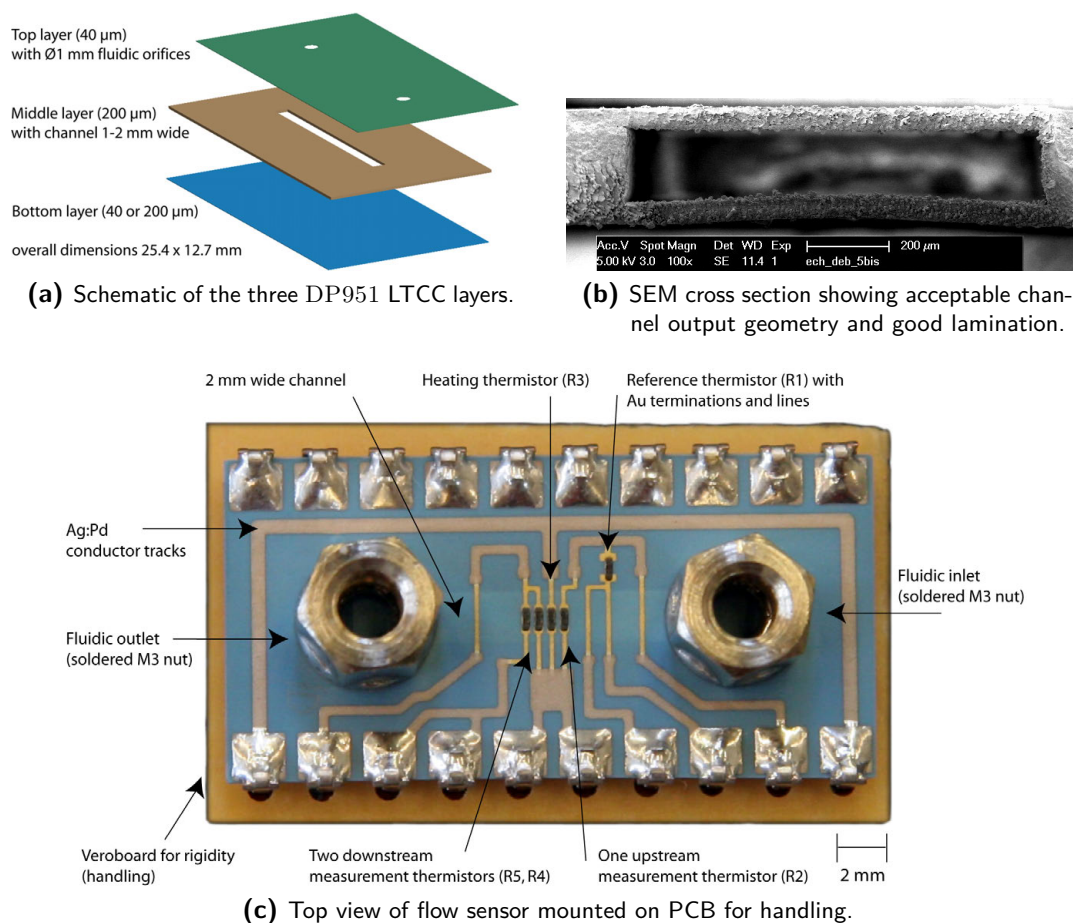 Top layer (40 µm)
with Ø1 mm fluidic orifices
Middle layer (200 µm)
with channel 1-2 mm wide
Bottom layer (40 or 200 µm)
overall dimensions 25.4 x 12.7 mm
(a) Schematic of the three DP951 LTCC layers.
Acc.V Spot Magn Det WD Exp 200 µm
5.00 kV 3.0 100x SE 11.4 1 ech_deb_5bis
(b) SEM cross section showing acceptable chan-
nel output geometry and good lamination.
2 mm wide channel
Heating thermistor (R3)
Reference thermistor (R1) with
Au terminations and lines
Ag:Pd
conductor tracks
Fluidic inlet
(soldered M3 nut)
Fluidic outlet
(soldered M3 nut)
Veroboard for rigidity
(handling)
Two downstream
measurement thermistors (R5, R4)
One upstream
measurement thermistor (R2)
2 mm
(c) Top view of flow sensor mounted on PCB for handling.